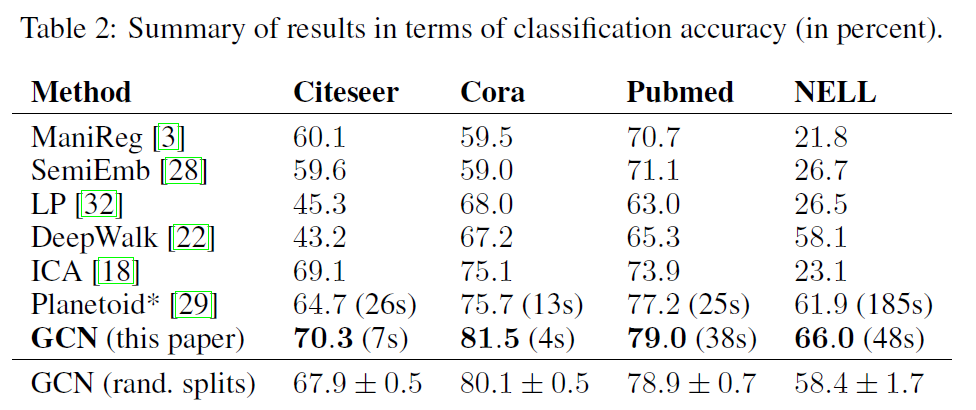 Table 2: Summary of results in terms of classification accuracy (in percent).
Method Citeseer Cora Pubmed NELL
ManiReg [3] 60.1 59.5 70.7 21.8
SemiEmb [28] 59.6 59.0 71.1 26.7
LP [32] 45.3 68.0 63.0 26.5
DeepWalk [22] 43.2 67.2 65.3 58.1
ICA [18] 69.1 75.1 73.9 23.1
Planetoid* [29] 64.7 (26s) 75.7 (13s) 77.2 (25s) 61.9 (185s)
GCN (this paper) 70.3 (7s) 81.5 (4s) 79.0 (38s) 66.0 (48s)
GCN (rand. splits) 67.9 ± 0.5 80.1 ± 0.5 78.9 ± 0.7 58.4 ± 1.7